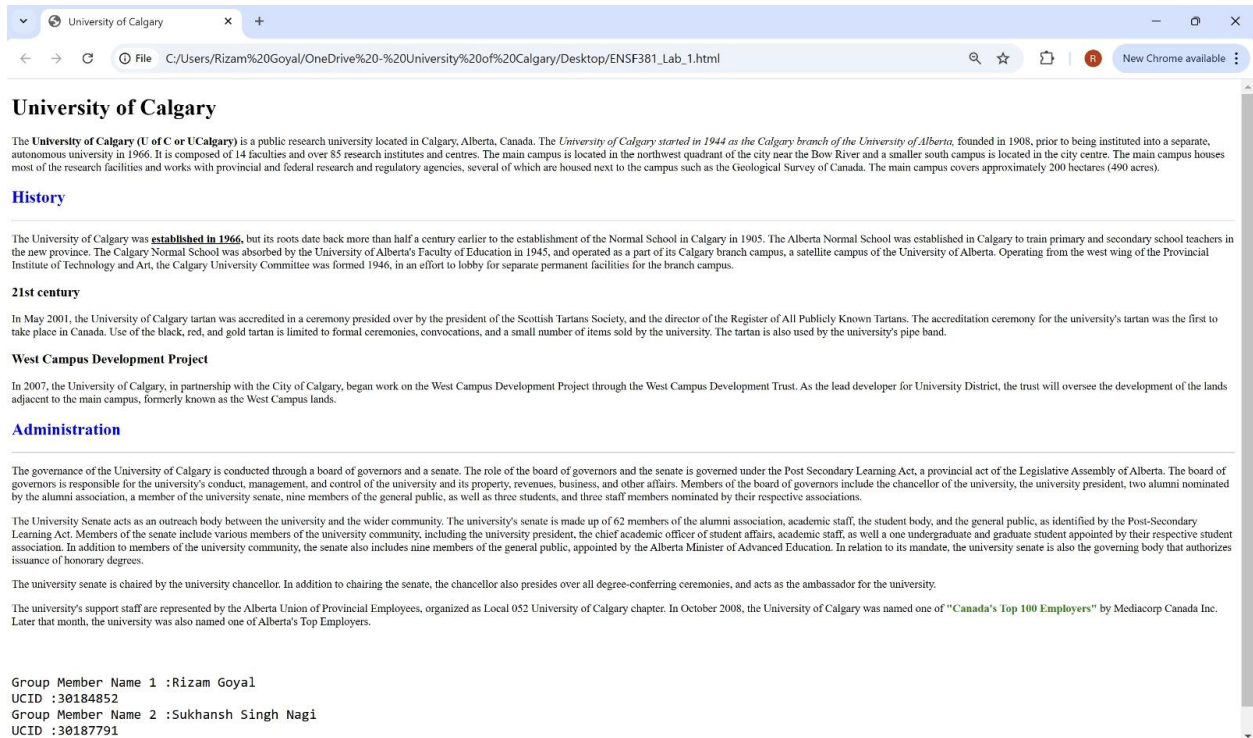 University of Calgary
File C:/Users/Rizam%20Goyal/OneDrive%20-%20University%20of%20Calgary/Desktop/ENSF381_Lab_1.html R New Chrome available
University of Calgary
The University of Calgary (U of C or UCalgary) is a public research university located in Calgary, Alberta, Canada. The University of Calgary started in 1944 as the Calgary branch of the University of Alberta, founded in 1908, prior to being instituted into a separate,
autonomous university in 1966. It is composed of 14 faculties and over 85 research institutes and centres. The main campus is located in the northwest quadrant of the city near the Bow River and a smaller south campus is located in the city centre. The main campus houses
most of the research facilities and works with provincial and federal research and regulatory agencies, several of which are housed next to the campus such as the Geological Survey of Canada. The main campus covers approximately 200 hectares (490 acres).
History
The University of Calgary was established in 1966, but its roots date back more than half a century earlier to the establishment of the Normal School in Calgary in 1905. The Alberta Normal School was established in Calgary to train primary and secondary school teachers in
the new province. The Calgary Normal School was absorbed by the University of Alberta's Faculty of Education in 1945, and operated as a part of its Calgary branch campus, a satellite campus of the University of Alberta. Operating from the west wing of the Provincial
Institute of Technology and Art, the Calgary University Committee was formed 1946, in an effort to lobby for separate permanent facilities for the branch campus.
21st century
In May 2001, the University of Calgary tartan was accredited in a ceremony presided over by the president of the Scottish Tartans Society, and the director of the Register of All Publicly Known Tartans. The accreditation ceremony for the university's tartan was the first to
take place in Canada. Use of the black, red, and gold tartan is limited to formal ceremonies, convocations, and a small number of items sold by the university. The tartan is also used by the university's pipe band.
West Campus Development Project
In 2007, the University of Calgary, in partnership with the City of Calgary, began work on the West Campus Development Project through the West Campus Development Trust. As the lead developer for University District, the trust will oversee the development of the lands
adjacent to the main campus, formerly known as the West Campus lands.
Administration
The governance of the University of Calgary is conducted through a board of governors and a senate. The role of the board of governors and the senate is governed under the Post Secondary Learning Act, a provincial act of the Legislative Assembly of Alberta. The board of
governors is responsible for the university's conduct, management, and control of the university and its property, revenues, business, and other affairs. Members of the board of governors include the chancellor of the university, the university president, two alumni nominated
by the alumni association, a member of the university senate, nine members of the general public, as well as three students, and three staff members nominated by their respective associations.
The University Senate acts as an outreach body between the university and the wider community. The university's senate is made up of 62 members of the alumni association, academic staff, the student body, and the general public, as identified by the Post-Secondary
Learning Act. Members of the senate include various members of the university community, including the university president, the chief academic officer of student affairs, academic staff, as well a one undergraduate and graduate student appointed by their respective student
association. In addition to members of the university community, the senate also includes nine members of the general public, appointed by the Alberta Minister of Advanced Education. In relation to its mandate, the university senate is also the governing body that authorizes
issuance of honorary degrees.
The university senate is chaired by the university chancellor. In addition to chairing the senate, the chancellor also presides over all degree-conferring ceremonies, and acts as the ambassador for the university.
The university's support staff are represented by the Alberta Union of Provincial Employees, organized as Local 052 University of Calgary chapter. In October 2008, the University of Calgary was named one of "Canada's Top 100 Employers" by Mediacorp Canada Inc.
Later that month, the university was also named one of Alberta's Top Employers.
Group Member Name 1 :Rizam Goyal
UCID :30184852
Group Member Name 2 :Sukhansh Singh Nagi
UCID :30187791